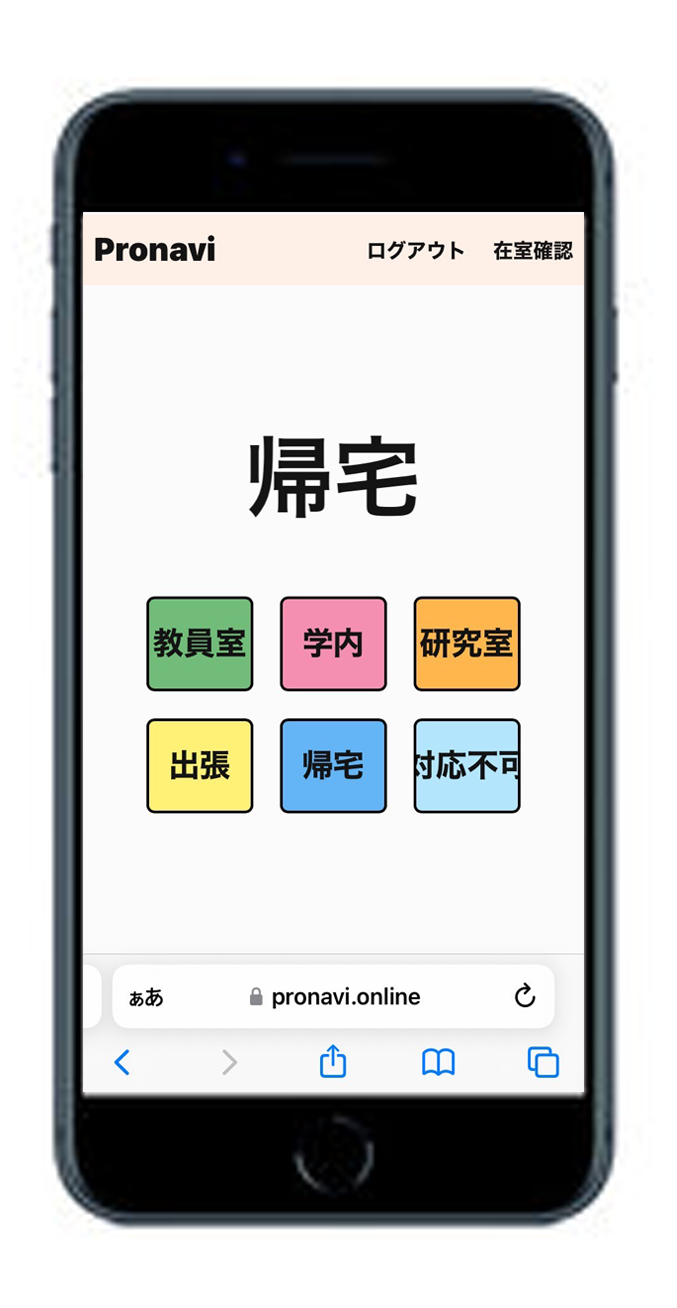 Pronavi ログアウト 在室確認
帰宅
教員室 学内 研究室
出張 帰宅 対応不可
ぁあ pronavi.online